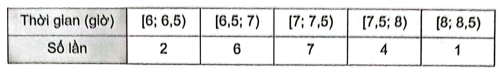 Thời gian (giờ) [6; 6,5) [6,5; 7) [7; 7,5) [7,5; 8) [8; 8,5)
Số lần 2 6 7 4 1